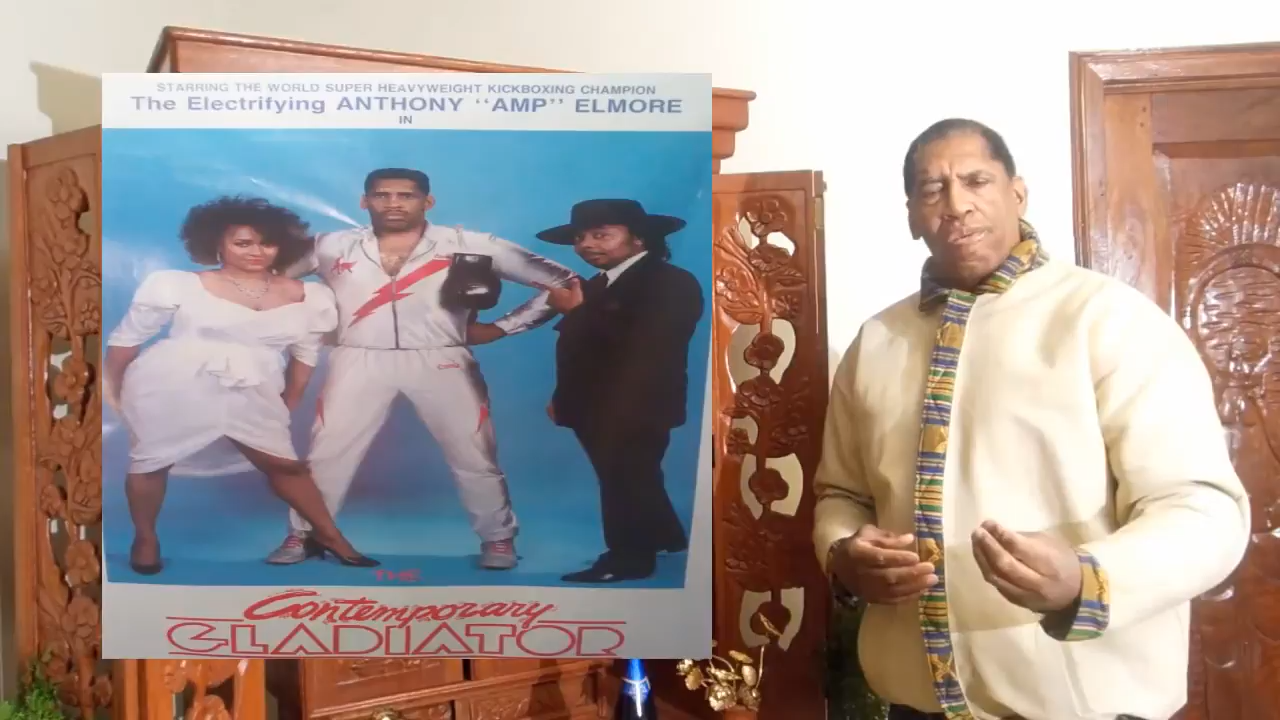 STARRING THE WORLD SUPER HEAVYWEIGHT KICKBOXING CHAMPION
The Electrifying ANTHONY "AMP" ELMORE
IN
THE
Contemporary
GLADIATOR